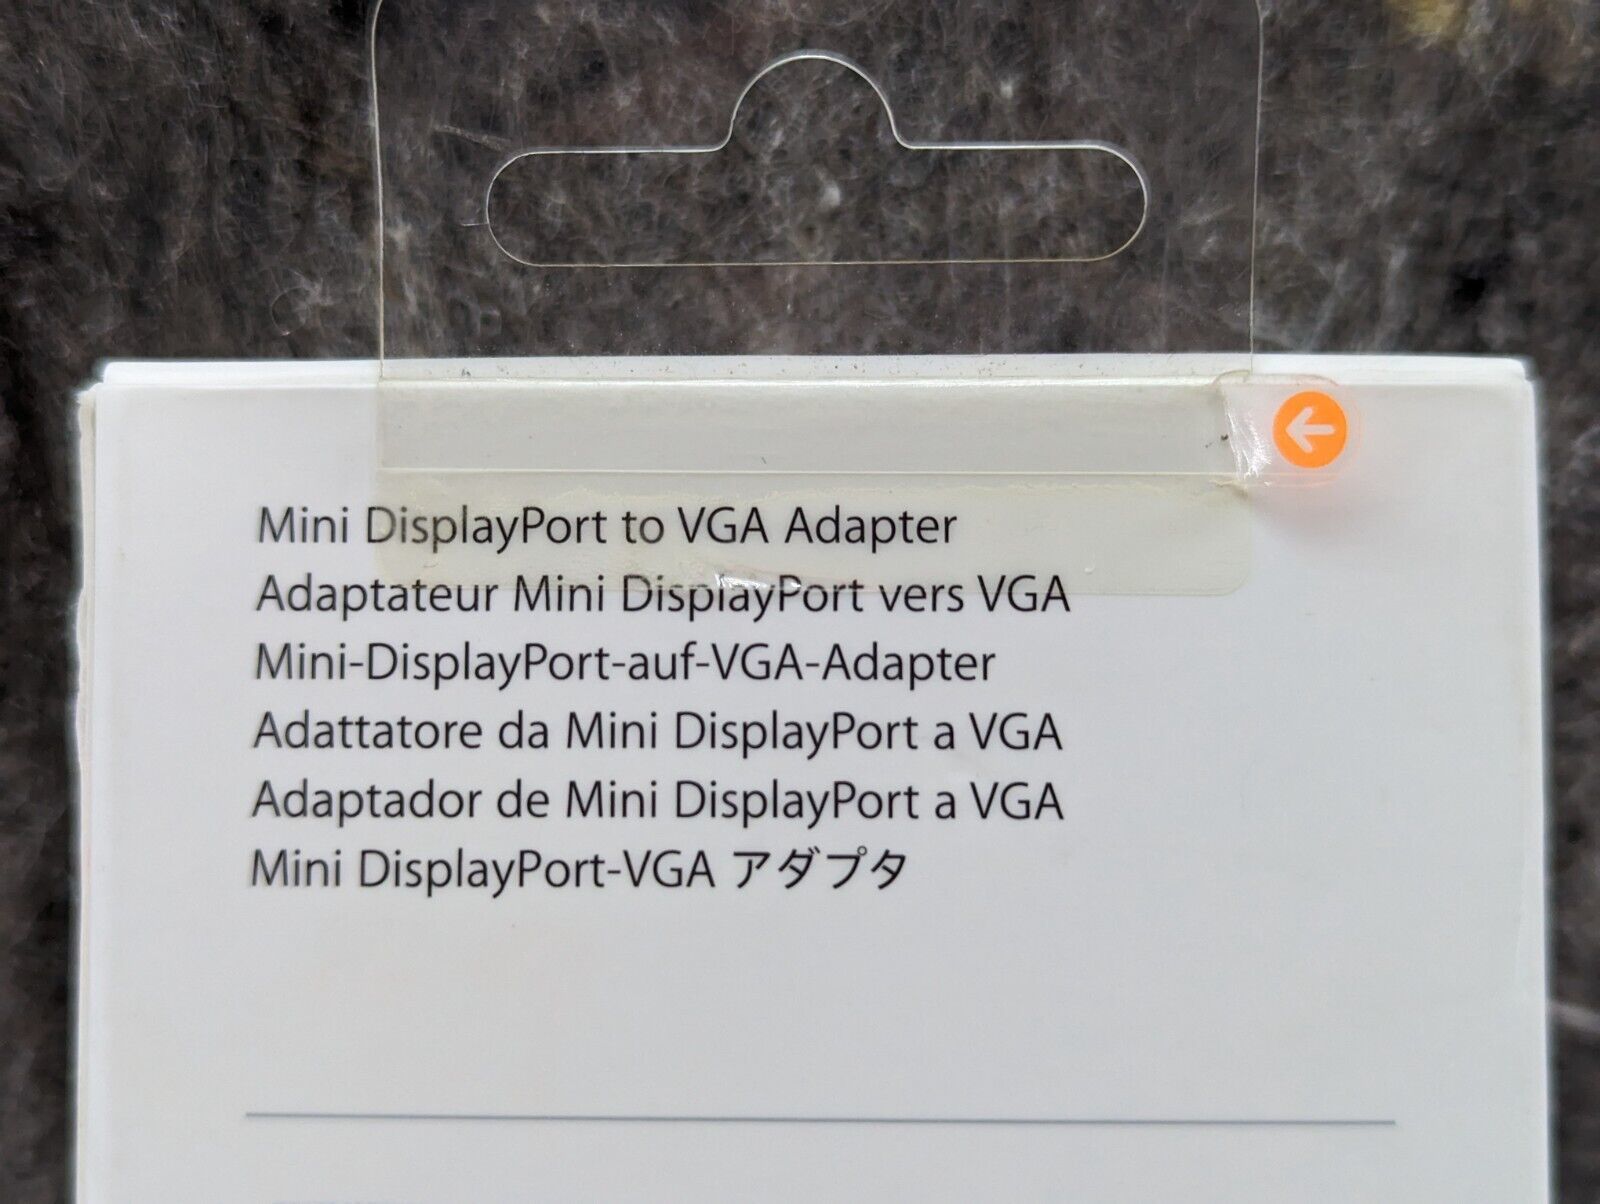 Mini DisplayPort to VGA Adapter
Adaptateur Mini DisplayPort vers VGA
Mini-DisplayPort-auf-VGA-Adapter
Adattatore da Mini DisplayPort a VGA
Adaptador de Mini DisplayPort a VGA
Mini DisplayPort-VGA アダプタ